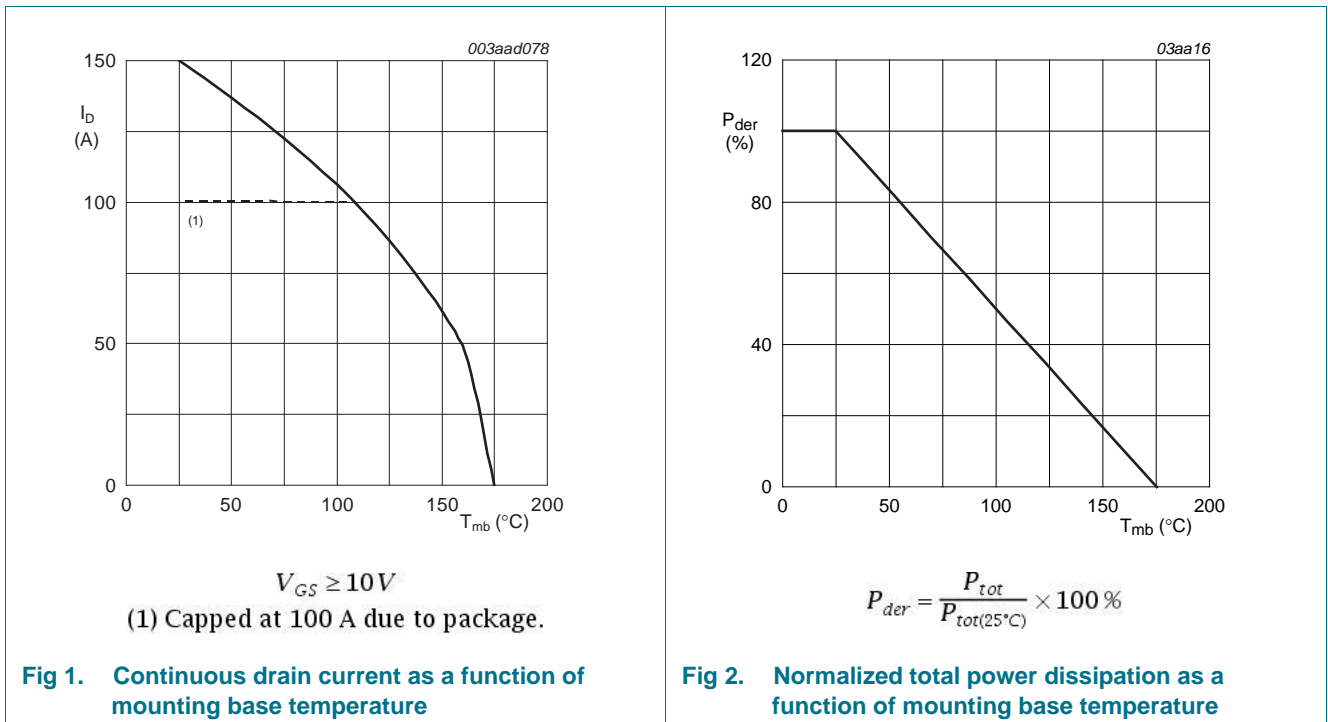 003aad078
150
I_D
(A)
100
(1)
50
0
0 50 100 150 200
T_mb (°C)
V_GS ≥ 10 V
(1) Capped at 100 A due to package.
Fig 1. Continuous drain current as a function of
mounting base temperature
03aa16
120
P_der
(%)
80
40
0
0 50 100 150 200
T_mb (°C)
P_der = P_tot / P_tot(25°C) × 100 %
Fig 2. Normalized total power dissipation as a
function of mounting base temperature